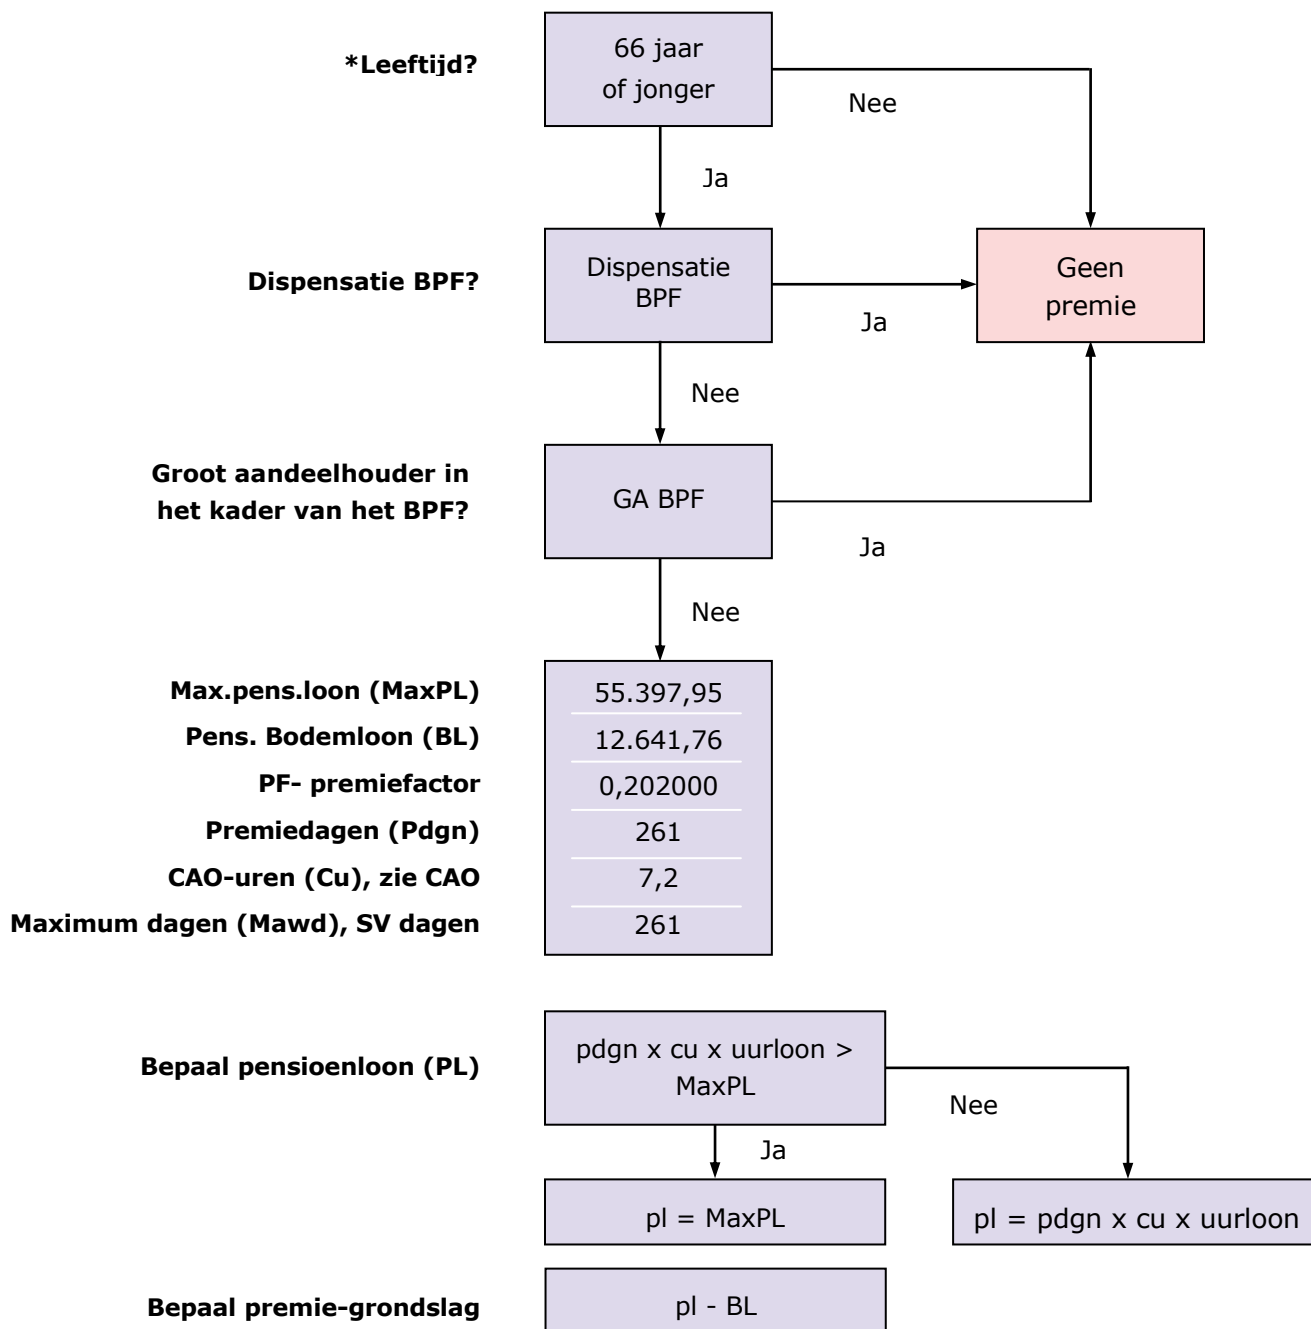 *Leeftijd?
66 jaar
of jonger
Nee
Ja
Dispensatie BPF?
Dispensatie
BPF
Ja
Geen
premie
Nee
Groot aandeelhouder in
het kader van het BPF?
GA BPF
Ja
Nee
Max.pens.loon (MaxPL)
55.397,95
Pens. Bodemloon (BL)
12.641,76
PF- premiefactor
0,202000
Premiedagen (Pdgn)
261
CAO-uren (Cu), zie CAO
7,2
Maximum dagen (Mawd), SV dagen
261
Bepaal pensioenloon (PL)
pdgn x cu x uurloon >
MaxPL
Nee
Ja
pl = MaxPL
pl = pdgn x cu x uurloon
Bepaal premie-grondslag
pl - BL